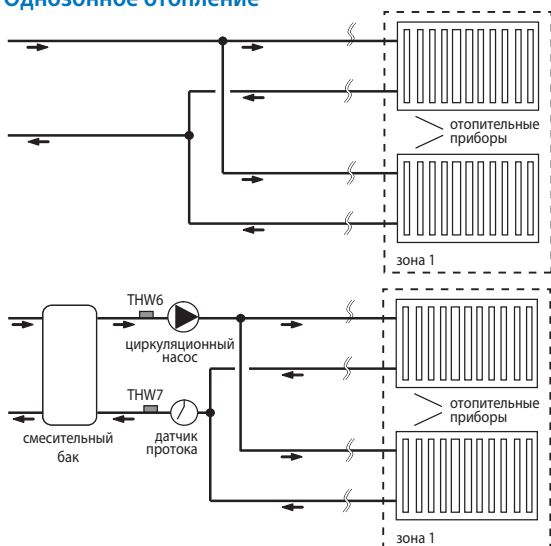 Однозонное отопление
отопительные
приборы
зона 1
THW6
циркуляционный
насос
THW7
смесительный
бак
датчик
протока
отопительные
приборы
зона 1